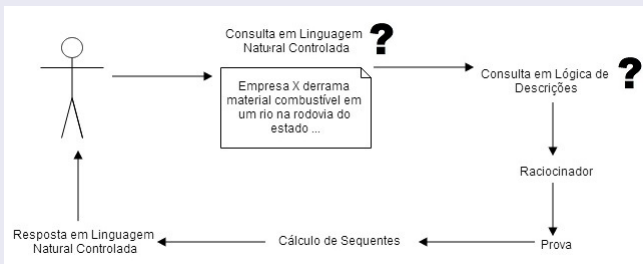 Consulta em Linguagem
Natural Controlada
?
Empresa X derrama
material combustível em
um rio na rodovia do
estado ...
Consulta em Lógica de
Descrições
?
Raciocinador
Prova
Cálculo de Sequentes
Resposta em Linguagem
Natural Controlada